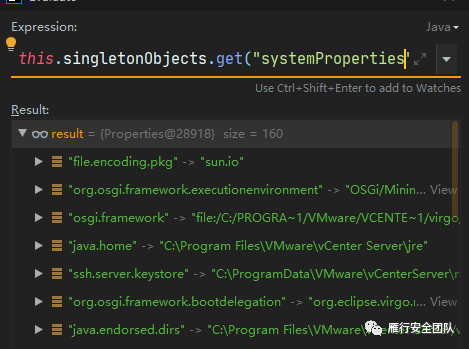 Expression:
Java
this.singletonObjects.get("systemProperties"
Use Ctrl+Shift+Enter to add to Watches
Result:
result = {Properties@28918} size = 160
"file.encoding.pkg" -> "sun.io"
"org.osgi.framework.executionenvironment" -> "OSGi/Minin... View
"osgi.framework" -> "file:/C:/PROGRA~1/VMware/VCENTE~1/virgo
"java.home" -> "C:\Program Files\VMware\vCenter Server\jre"
"ssh.server.keystore" -> "C:\ProgramData\VMware\vCenterServer\
"org.osgi.framework.bootdelegation" -> "org.eclipse.virgo.... View
"java.endorsed.dirs" -> "C:\Program Files\VMware\
雁行安全团队